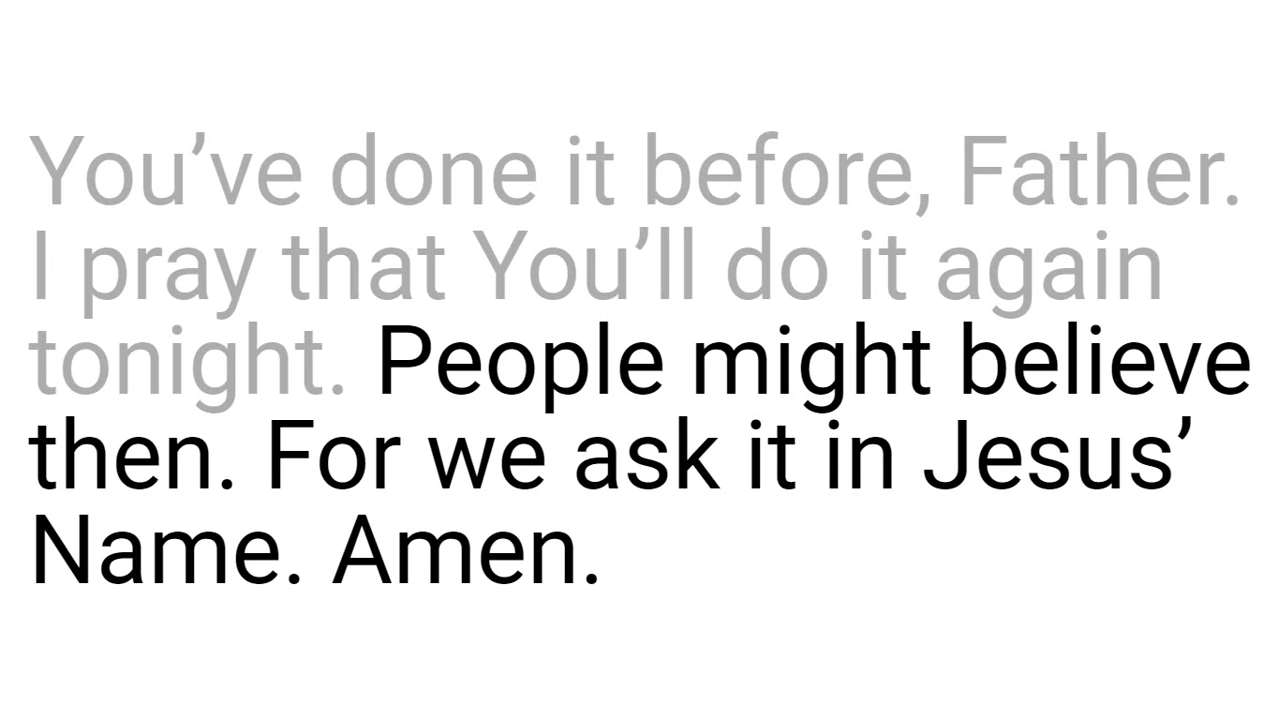 You’ve done it before, Father.
I pray that You’ll do it again
tonight. People might believe
then. For we ask it in Jesus’
Name. Amen.